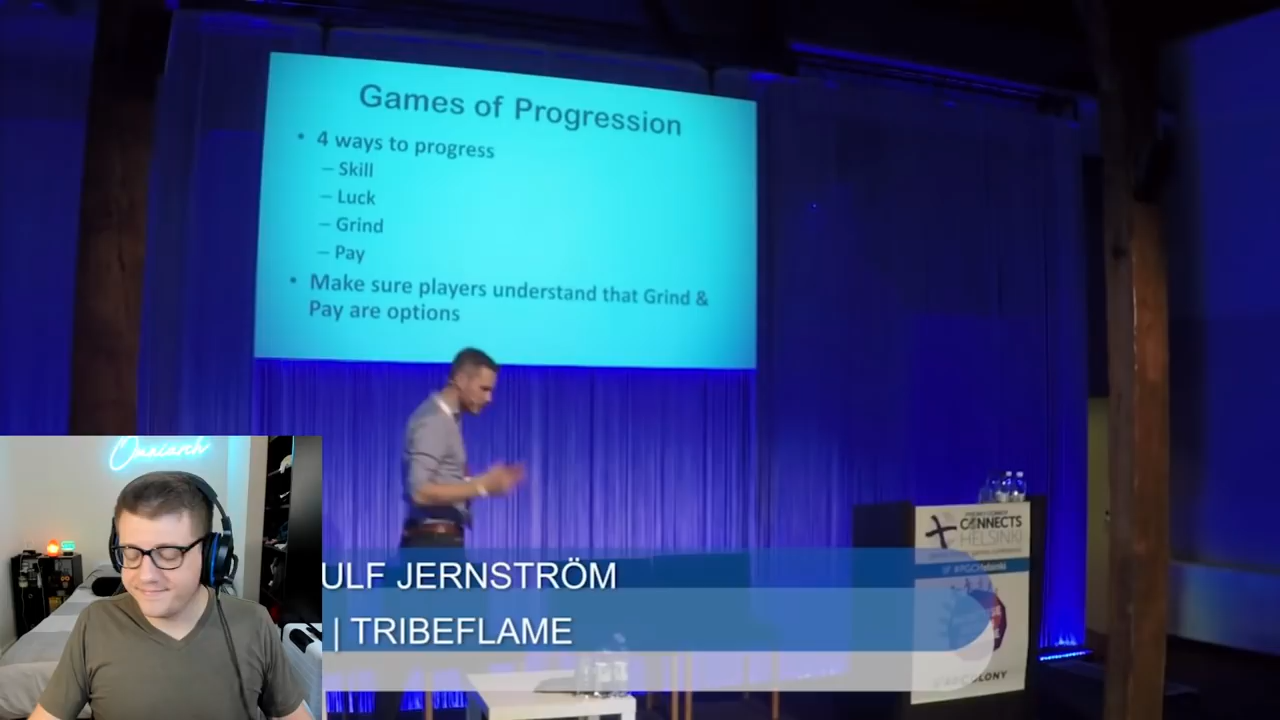 Games of Progression
• 4 ways to progress
– Skill
– Luck
– Grind
– Pay
• Make sure players understand that Grind &
Pay are options
Omniarch
CONNECTS
HELSINKI
#PGCHelsinki
ULF JERNSTRÖM
| TRIBEFLAME